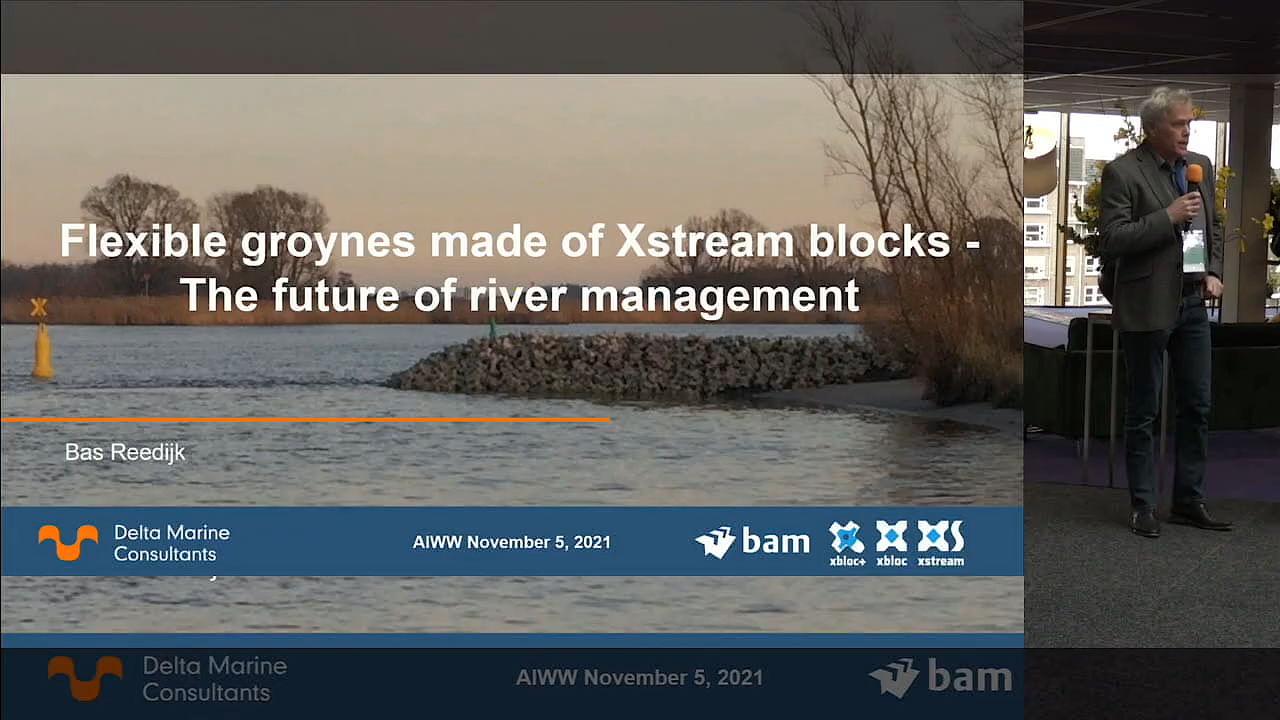 Flexible groynes made of Xstream blocks -
The future of river management
Bas Reedijk
Delta Marine
Consultants
AIWW November 5, 2021
bam
xbloc+ xbloc xstream
Delta Marine
Consultants
AIWW November 5, 2021
bam